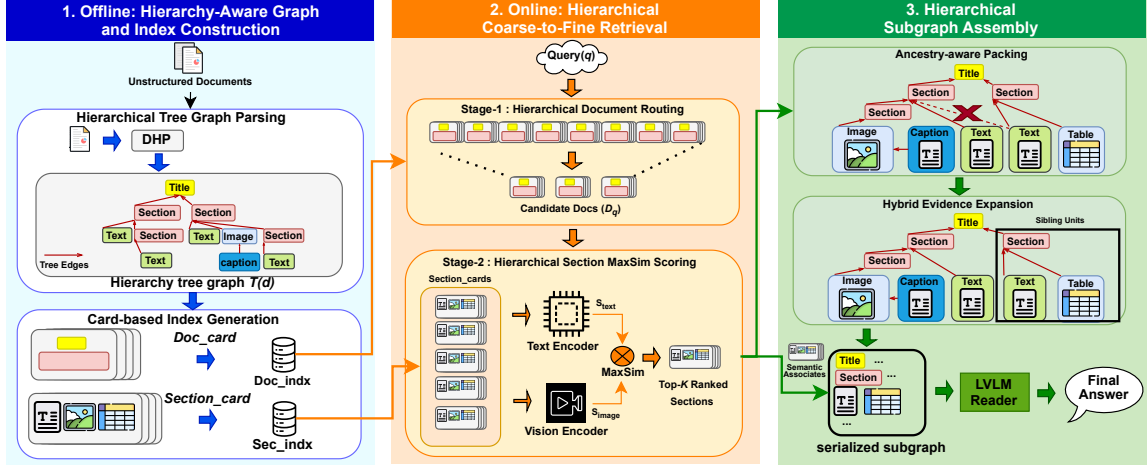 1. Offline: Hierarchy-Aware Graph
and Index Construction
Unstructured Documents
Hierarchical Tree Graph Parsing
DHP
Title
Section
Section
Text
Section
Text
Image
Section
Text
caption
Text
Tree Edges
Hierarchy tree graph T(d)
Card-based Index Generation
Doc_card
Doc_indx
Section_card
Sec_indx
2. Online: Hierarchical
Coarse-to-Fine Retrieval
Query(q)
Stage-1 : Hierarchical Document Routing
Candidate Docs (Dq)
Stage-2 : Hierarchical Section MaxSim Scoring
Section_cards
Stext
Text Encoder
MaxSim
Top-K Ranked
Sections
Simage
Vision Encoder
3. Hierarchical
Subgraph Assembly
Ancestry-aware Packing
Title
Section
Section
Section
Image
Caption
Text
Text
Table
Hybrid Evidence Expansion
Title
Sibling Units
Section
Section
Section
Image
Caption
Text
Text
Table
Semantic
Associates
Title
...
Section
...
...
serialized subgraph
LVLM
Reader
Final
Answer